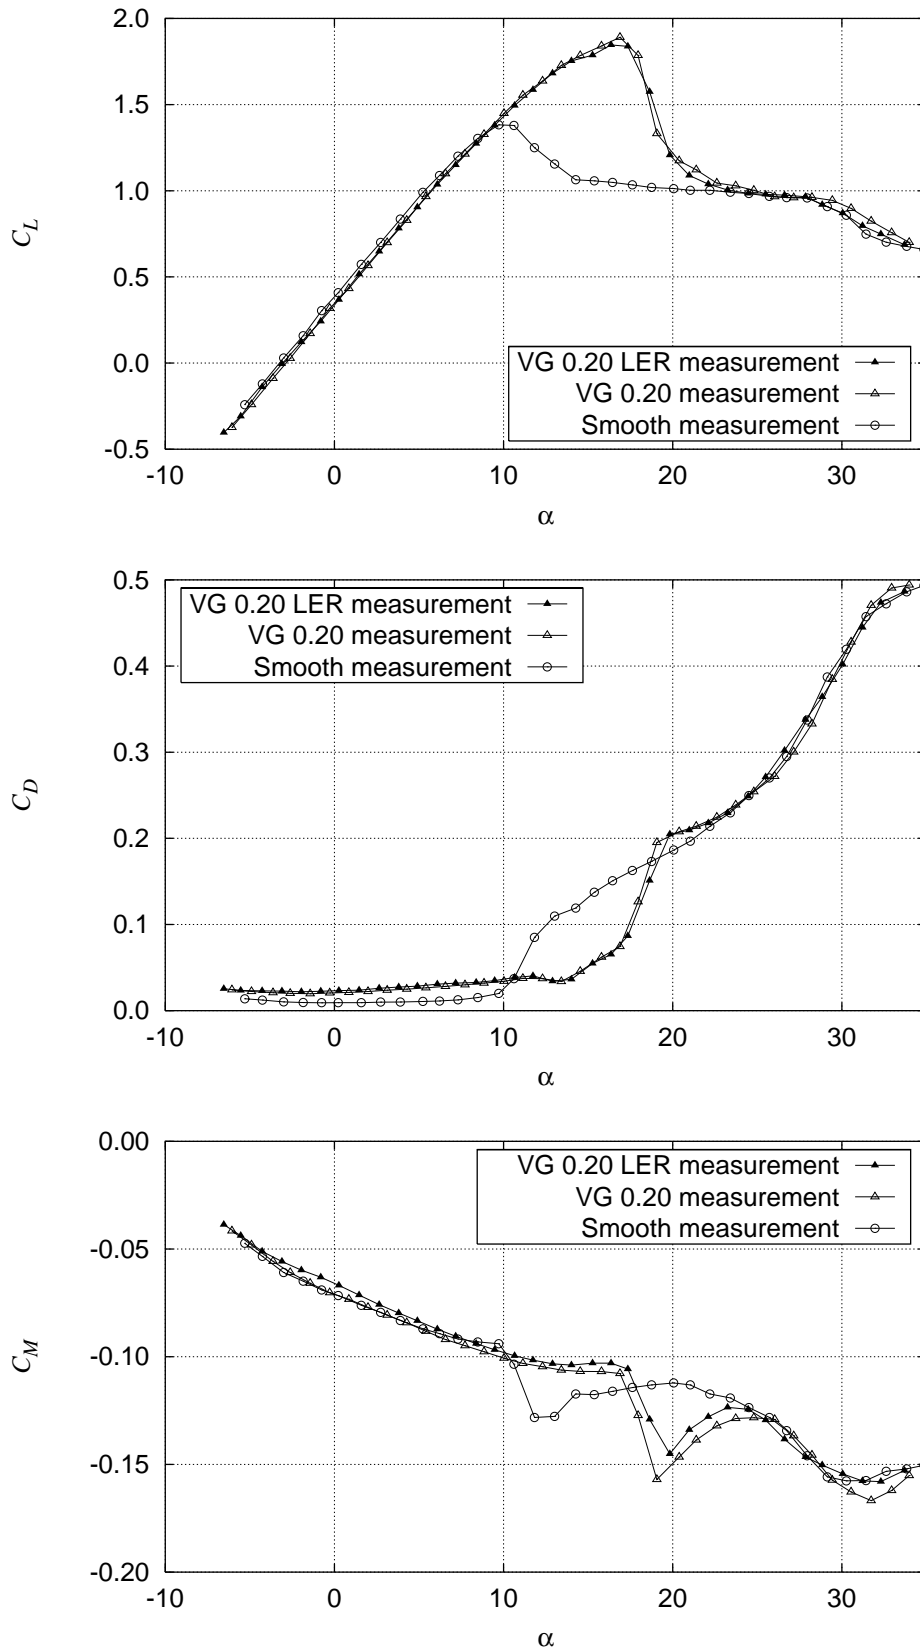 2.0
1.5
1.0
0.5
0.0
-0.5
C_L
VG 0.20 LER measurement
VG 0.20 measurement
Smooth measurement
-10 0 10 20 30
α
0.5
0.4
0.3
0.2
0.1
0.0
C_D
VG 0.20 LER measurement
VG 0.20 measurement
Smooth measurement
-10 0 10 20 30
α
0.00
-0.05
-0.10
-0.15
-0.20
C_M
VG 0.20 LER measurement
VG 0.20 measurement
Smooth measurement
-10 0 10 20 30
α